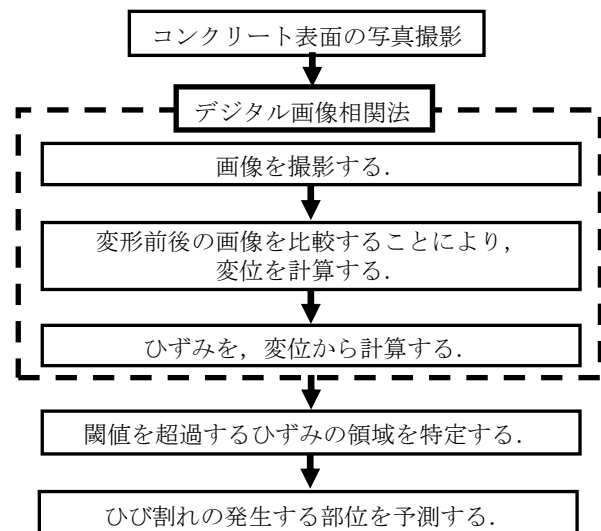 コンクリート表面の写真撮影
デジタル画像相関法
画像を撮影する．
変形前後の画像を比較することにより，
変位を計算する．
ひずみを，変位から計算する．
閾値を超過するひずみの領域を特定する．
ひび割れの発生する部位を予測する．